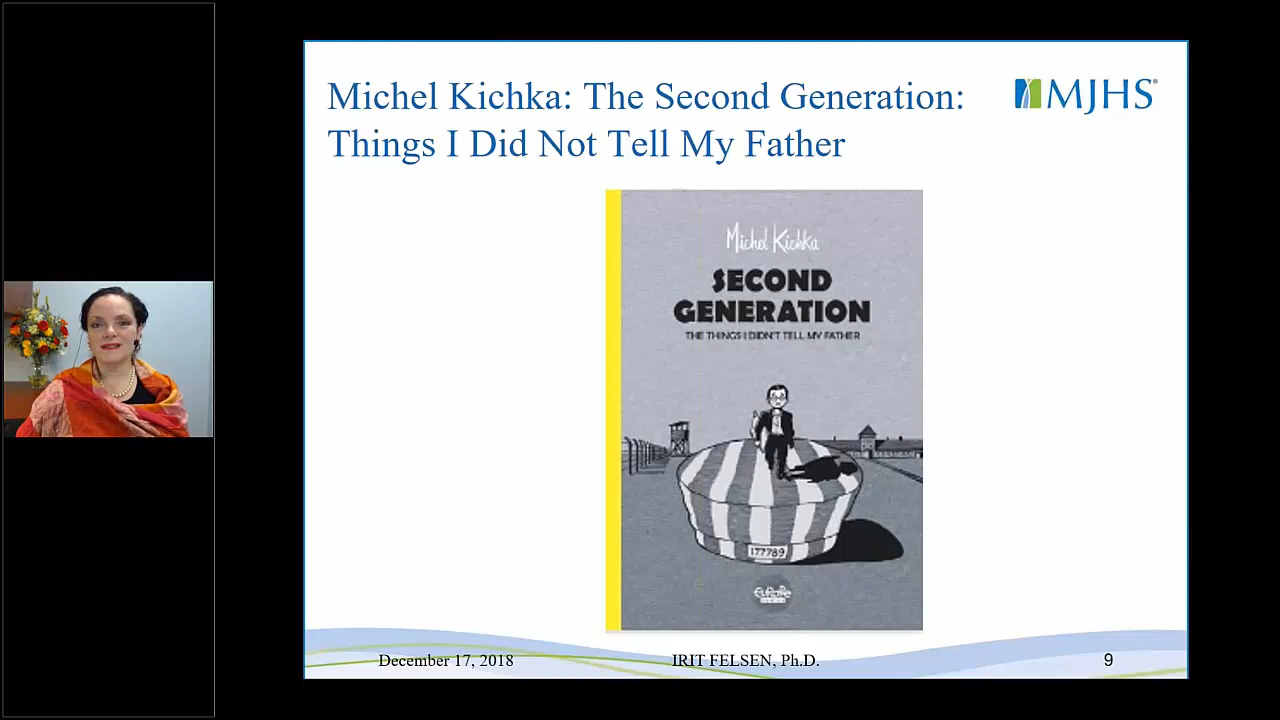 Michel Kichka: The Second Generation:
Things I Did Not Tell My Father
MJHS®
Michel Kichka
SECOND
GENERATION
THE THINGS I DIDN'T TELL MY FATHER
177789
EUROPE
December 17, 2018
IRIT FELSEN, Ph.D.
9